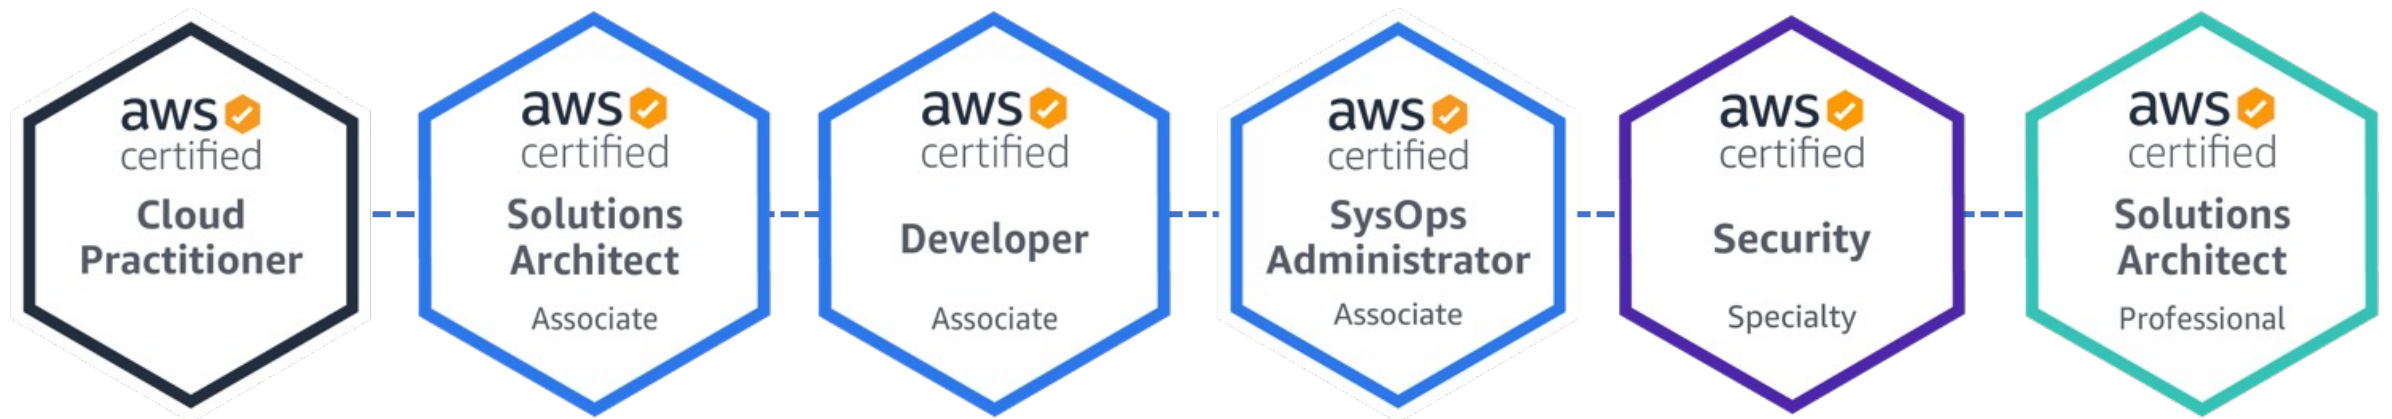 aws
certified
Cloud
Practitioner
aws
certified
Solutions
Architect
Associate
aws
certified
Developer
Associate
aws
certified
SysOps
Administrator
Associate
aws
certified
Security
Specialty
aws
certified
Solutions
Architect
Professional